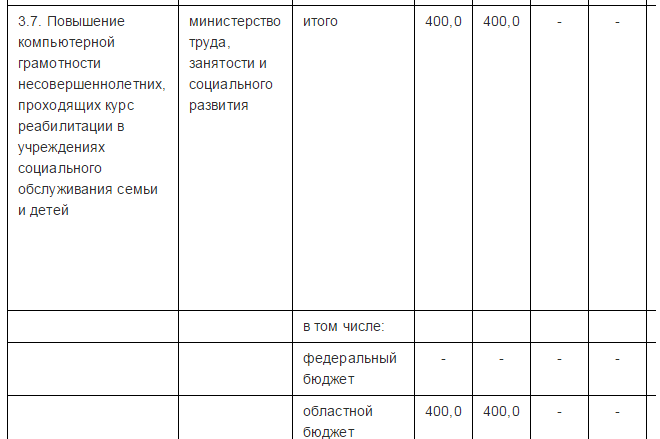 3.7. Повышение министерство итого 400,0 400,0 - -
компьютерной труда,
грамотности занятости и
несовершеннолетних, социального
проходящих курс развития
реабилитации в
учреждениях
социального
обслуживания семьи
и детей
в том числе:
федеральный - - - -
бюджет
областной 400,0 400,0 - -
бюджет